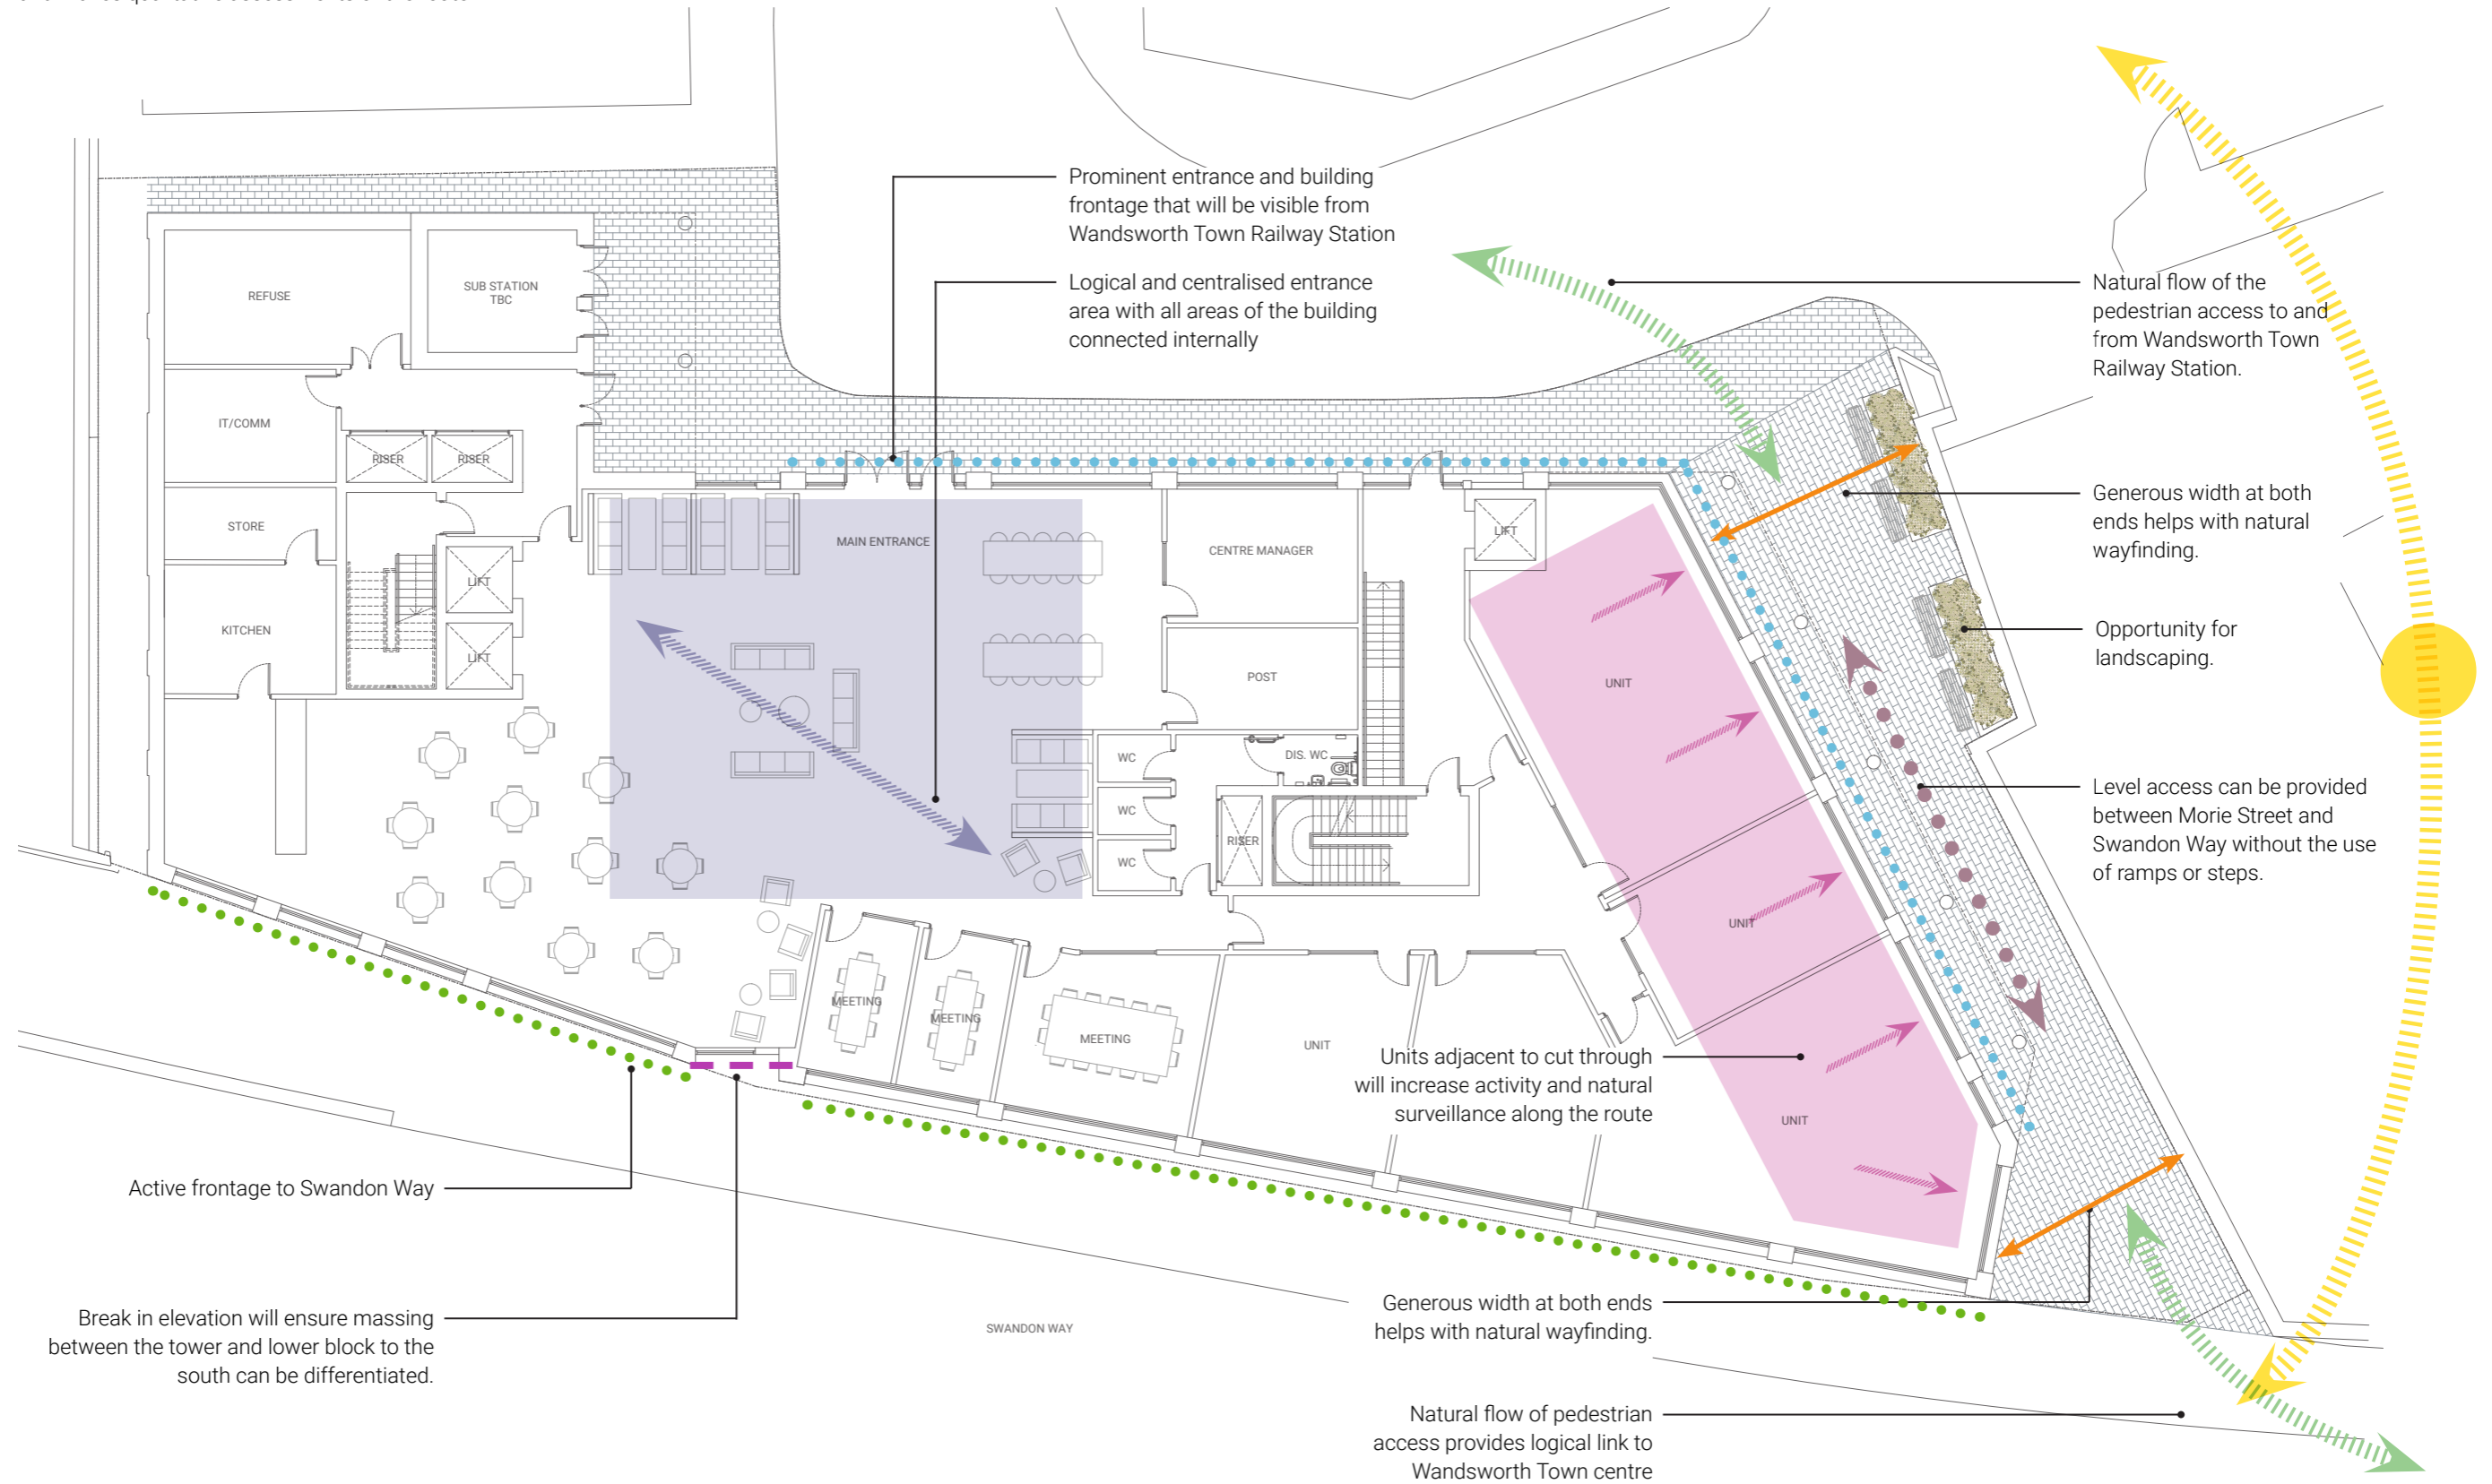 Prominent entrance and building
frontage that will be visible from
Wandsworth Town Railway Station
Logical and centralised entrance
area with all areas of the building
connected internally
Natural flow of the
pedestrian access to and
from Wandsworth Town
Railway Station.
Generous width at both
ends helps with natural
wayfinding.
Opportunity for
landscaping.
Level access can be provided
between Morie Street and
Swandon Way without the use
of ramps or steps.
REFUSE
SUB STATION
TBC
IT/COMM
RISER
RISER
STORE
LIFT
KITCHEN
LIFT
MAIN ENTRANCE
CENTRE MANAGER
LIFT
POST
UNIT
WC
DIS. WC
WC
RISER
WC
UNIT
MEETING
MEETING
MEETING
UNIT
UNIT
Units adjacent to cut through
will increase activity and natural
surveillance along the route
Active frontage to Swandon Way
Break in elevation will ensure massing
between the tower and lower block to the
south can be differentiated.
SWANDON WAY
Generous width at both ends
helps with natural wayfinding.
Natural flow of pedestrian
access provides logical link to
Wandsworth Town centre